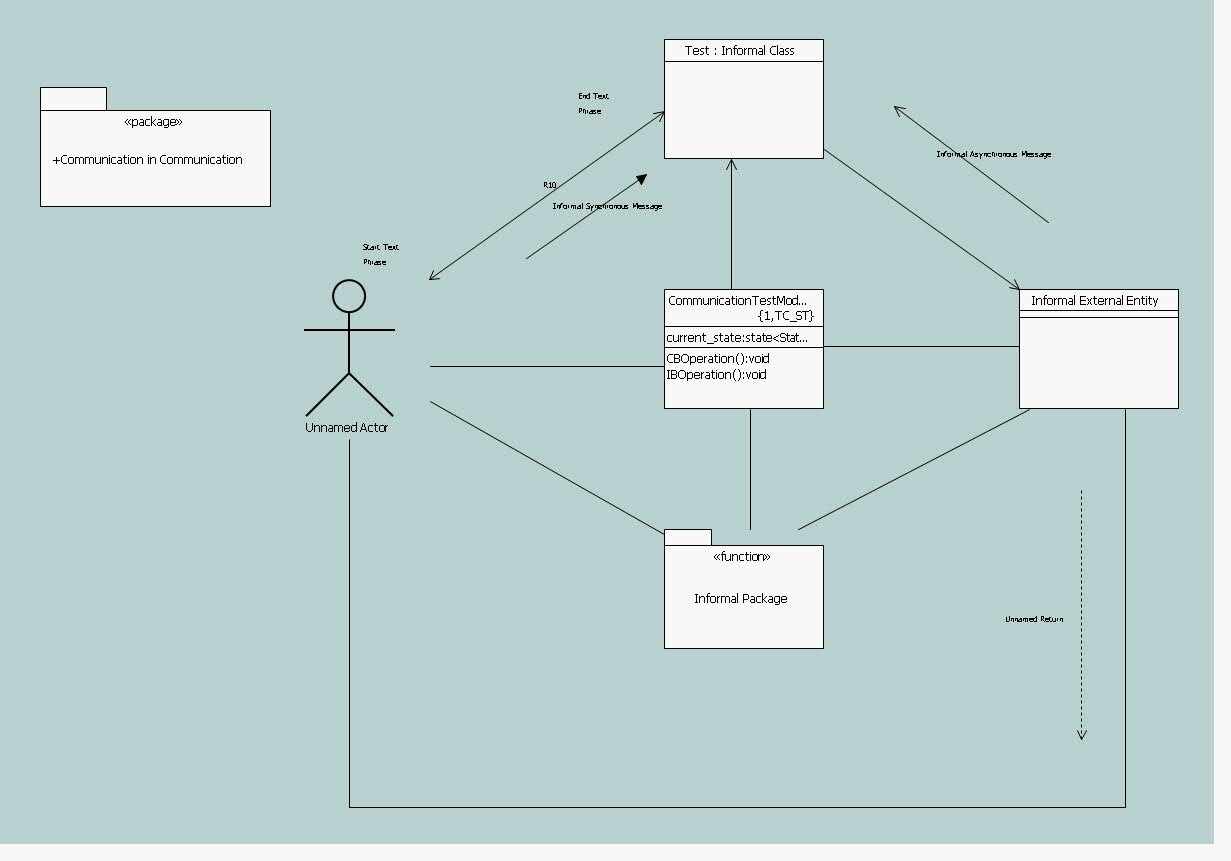 Test : Informal Class
End Text
Phrase
«package»
+Communication in Communication
Informal Asynchronous Message
R10
Informal Synchronous Message
Start Text
Phrase
CommunicationTestMod...
{1,TC_ST}
current_state:state<Stat...
CBOperation():void
IBOperation():void
Informal External Entity
Unnamed Actor
«function»
Informal Package
Unnamed Return